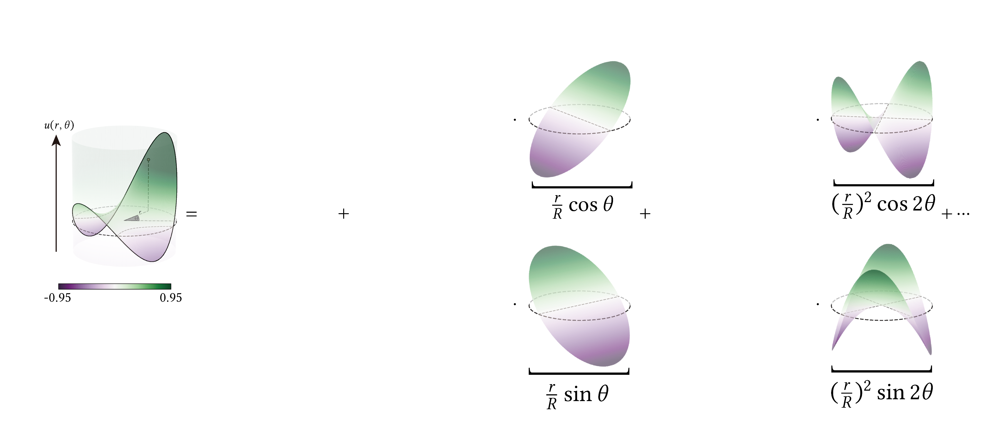 u(r, θ)
r
Θ
-0.95 0.95
=
+
· r/R cos θ
· r/R sin θ
+
· (r/R)² cos 2θ
· (r/R)² sin 2θ
+ ···